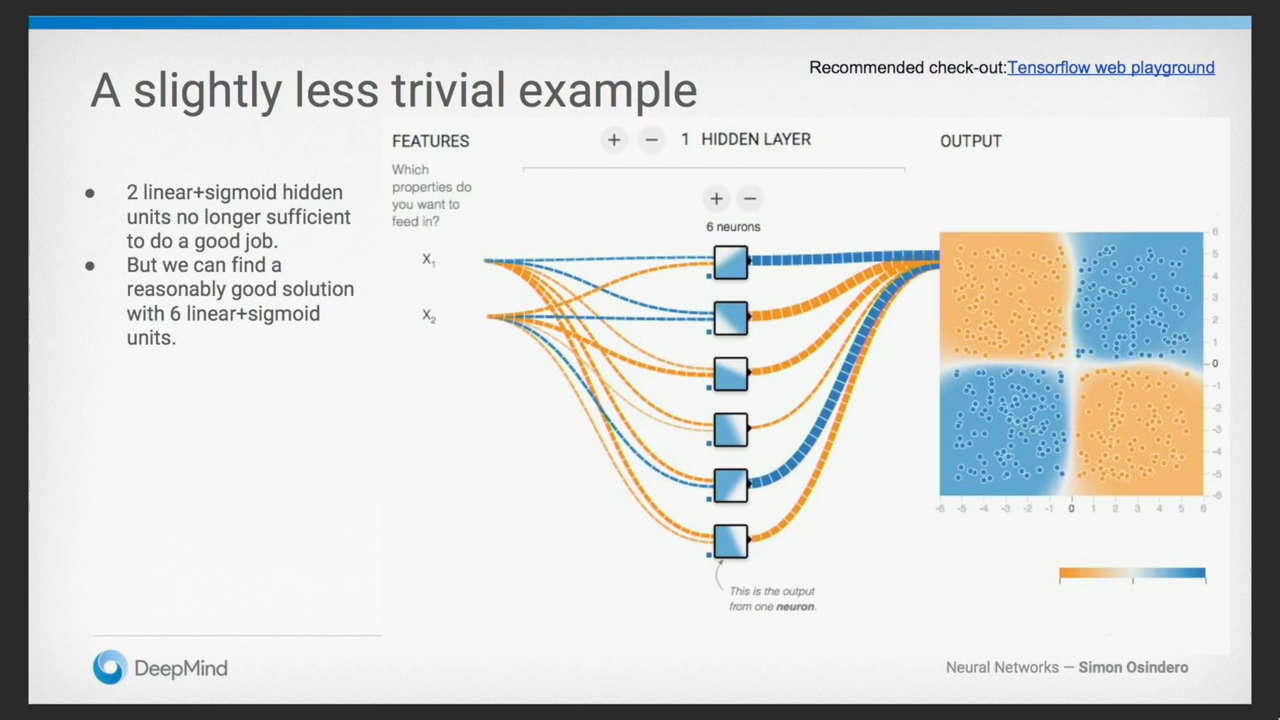 Recommended check-out:Tensorflow web playground
A slightly less trivial example
● 2 linear+sigmoid hidden
units no longer sufficient
to do a good job.
● But we can find a
reasonably good solution
with 6 linear+sigmoid
units.
FEATURES
Which
properties do
you want to
feed in?
X₁
X₂
+ − 1 HIDDEN LAYER
+ −
6 neurons
This is the output
from one neuron.
OUTPUT
6
5
4
3
2
1
0
-1
-2
-3
-4
-5
-6
-6 -5 -4 -3 -2 -1 0 1 2 3 4 5 6
DeepMind
Neural Networks — Simon Osindero